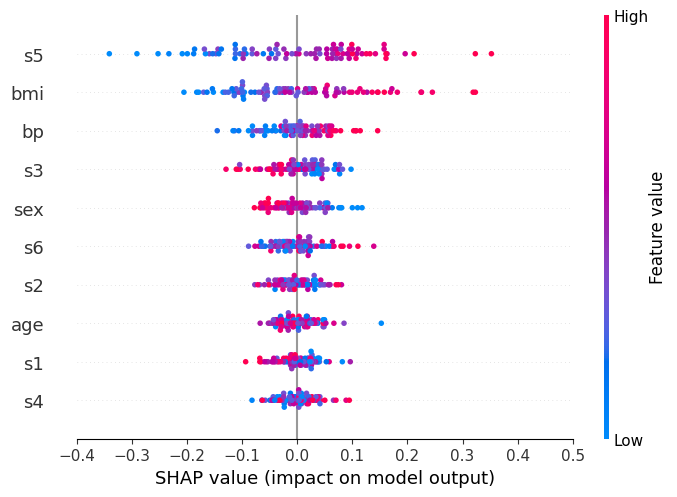 High
s5
bmi
bp
s3
sex
s6
s2
age
s1
s4
Feature value
Low
−0.4 −0.3 −0.2 −0.1 0.0 0.1 0.2 0.3 0.4 0.5
SHAP value (impact on model output)